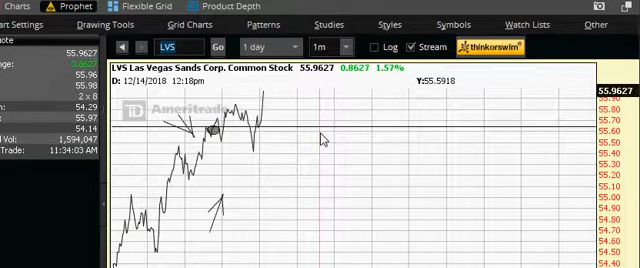 Charts Prophet Flexible Grid Product Depth
t Settings Drawing Tools Grid Charts Patterns Studies Styles Symbols Watch Lists Other
uote LVS Go 1 day 1m Log Stream thinkorswim
LVS Las Vegas Sands Corp. Common Stock 55.9627 0.8627 1.57%
D: 12/14/2018 12:18pm Y:55.5918
55.9627
nge: 0.8627
55.96
55.98
2 x 8
54.29
55.97
54.14
Vol: 1,594,047
Trade: 11:34:03 AM
TD Ameritrade
55.9627
55.90
55.80
55.70
55.60
55.50
55.40
55.30
55.20
55.10
55.00
54.90
54.80
54.70
54.60
54.50
54.40